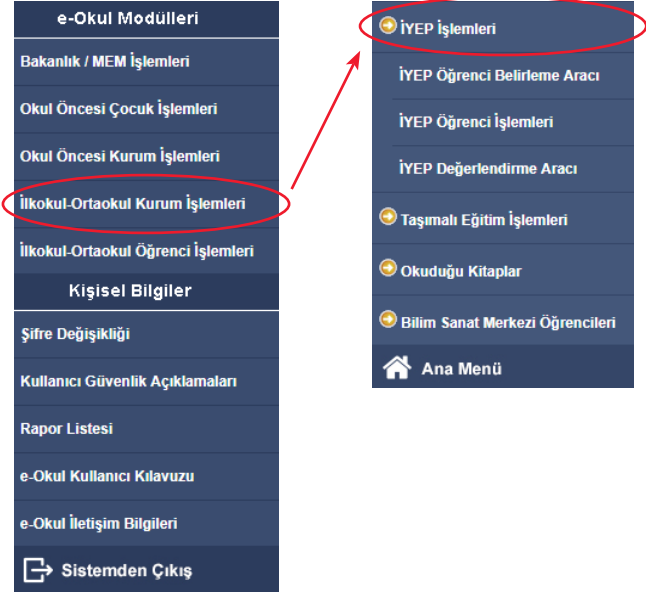 e-Okul Modülleri
Bakanlık / MEM İşlemleri
Okul Öncesi Çocuk İşlemleri
Okul Öncesi Kurum İşlemleri
İlkokul-Ortaokul Kurum İşlemleri
İlkokul-Ortaokul Öğrenci İşlemleri
Kişisel Bilgiler
Şifre Değişikliği
Kullanıcı Güvenlik Açıklamaları
Rapor Listesi
e-Okul Kullanıcı Kılavuzu
e-Okul İletişim Bilgileri
Sistemden Çıkış
İYEP İşlemleri
İYEP Öğrenci Belirleme Aracı
İYEP Öğrenci İşlemleri
İYEP Değerlendirme Aracı
Taşımalı Eğitim İşlemleri
Okuduğu Kitaplar
Bilim Sanat Merkezi Öğrencileri
Ana Menü